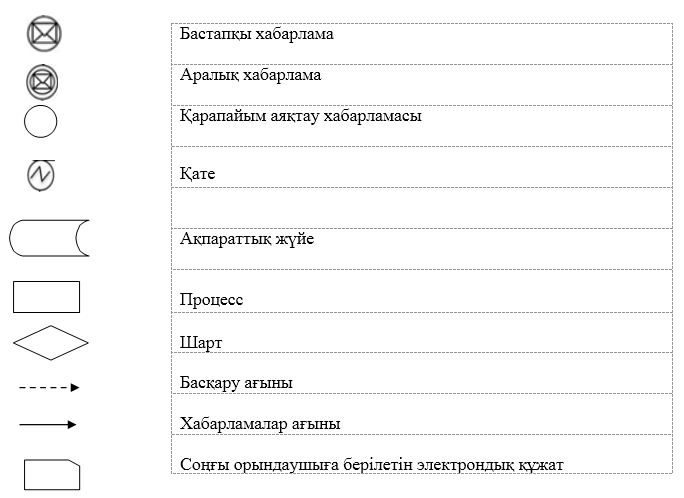 Бастапқы хабарлама
Аралық хабарлама
Қарапайым аяқтау хабарламасы
Қате
Ақпараттық жүйе
Процесс
Шарт
Басқару ағыны
Хабарламалар ағыны
Соңғы орындаушыға берілетін электрондық құжат